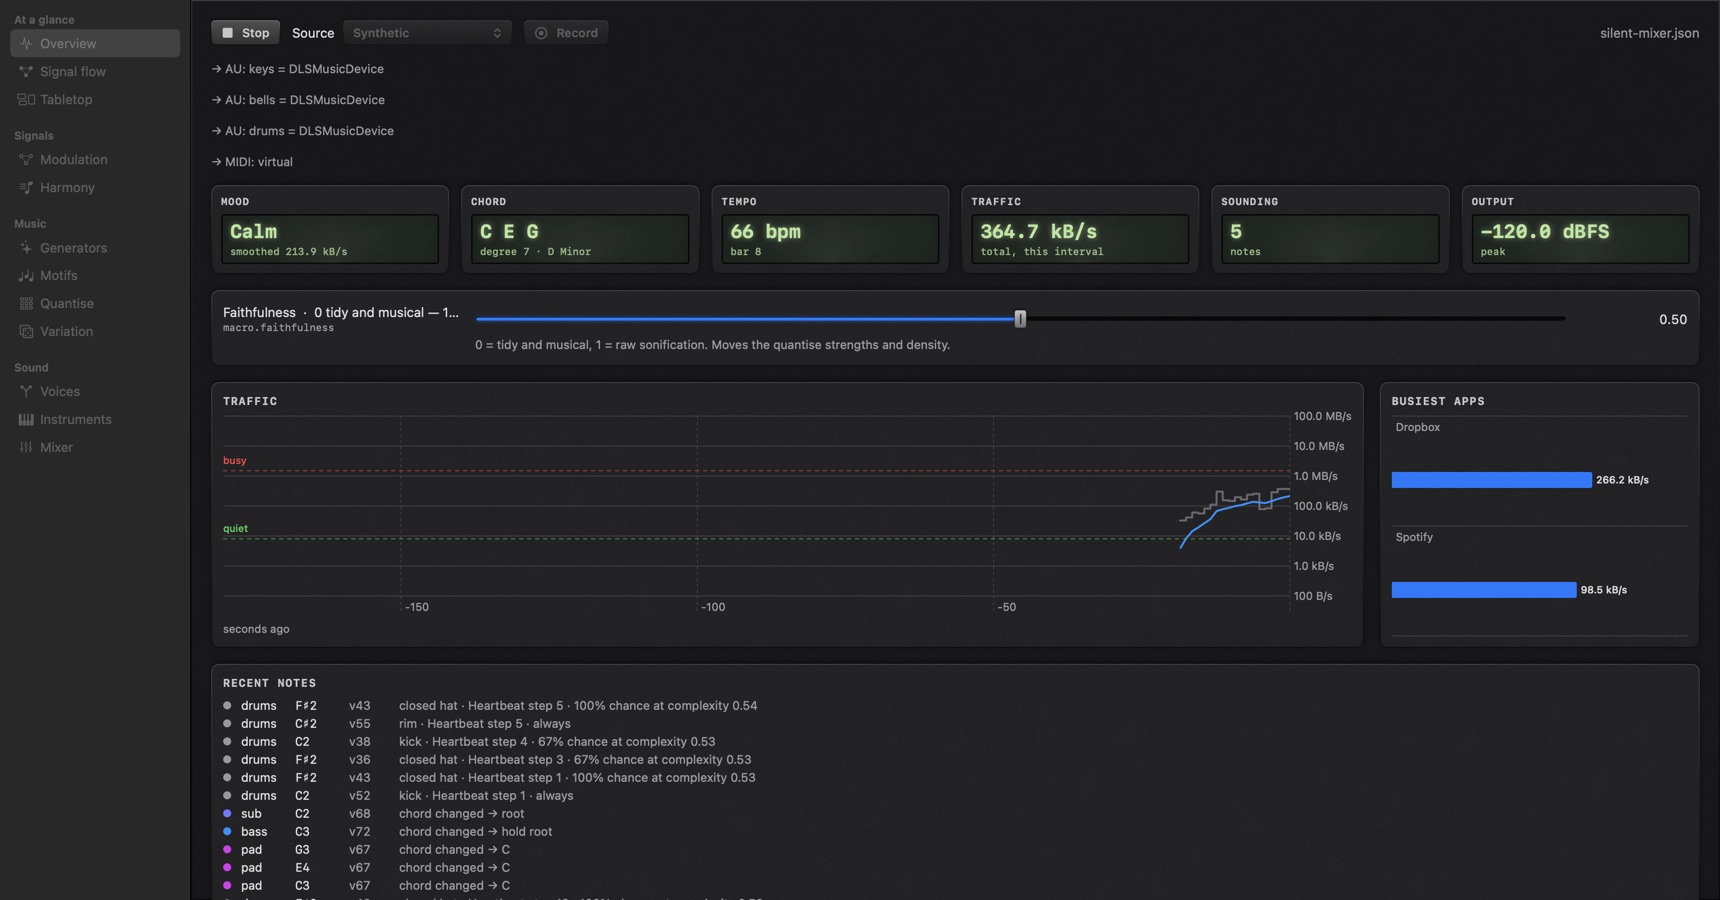 At a glance
Overview
Signal flow
Tabletop
Signals
Modulation
Harmony
Music
Generators
Motifs
Quantise
Variation
Sound
Voices
Instruments
Mixer
Stop Source Synthetic Record silent-mixer.json
→ AU: keys = DLSMusicDevice
→ AU: bells = DLSMusicDevice
→ AU: drums = DLSMusicDevice
→ MIDI: virtual
MOOD
Calm
smoothed 213.9 kB/s
CHORD
C E G
degree 7 · D Minor
TEMPO
66 bpm
bar 8
TRAFFIC
364.7 kB/s
total, this interval
SOUNDING
5
notes
OUTPUT
−120.0 dBFS
peak
Faithfulness · 0 tidy and musical — 1… 0.50
macro.faithfulness
0 = tidy and musical, 1 = raw sonification. Moves the quantise strengths and density.
TRAFFIC
100.0 MB/s
10.0 MB/s
busy
1.0 MB/s
100.0 kB/s
quiet
10.0 kB/s
1.0 kB/s
100 B/s
-150 -100 -50
seconds ago
BUSIEST APPS
Dropbox
266.2 kB/s
Spotify
98.5 kB/s
RECENT NOTES
drums F♯2 v43 closed hat · Heartbeat step 5 · 100% chance at complexity 0.54
drums C♯2 v55 rim · Heartbeat step 5 · always
drums C2 v38 kick · Heartbeat step 4 · 67% chance at complexity 0.53
drums F♯2 v36 closed hat · Heartbeat step 3 · 67% chance at complexity 0.53
drums F♯2 v43 closed hat · Heartbeat step 1 · 100% chance at complexity 0.53
drums C2 v52 kick · Heartbeat step 1 · always
sub C2 v68 chord changed → root
bass C3 v72 chord changed → hold root
pad G3 v67 chord changed → C
pad E4 v67 chord changed → C
pad C3 v67 chord changed → C